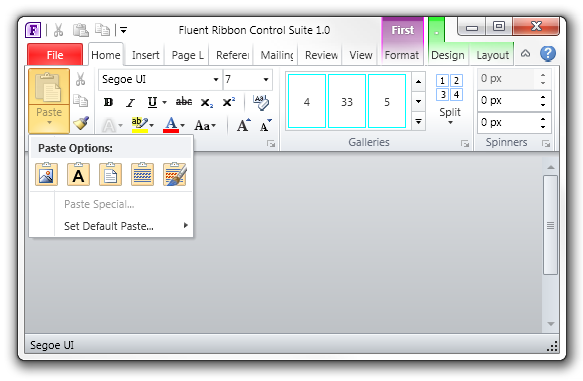 Fluent Ribbon Control Suite 1.0
First
.
File Home Insert Page L Referen Mailing Review View Format Design Layout
Paste
Segoe UI 7
B I U abc X2 X2
A ab A Aa A A
4 33 5
Split
1 2
3 4
0 px
0 px
0 px
Galleries Spinners
Paste Options:
A
Paste Special...
Set Default Paste...
Segoe UI